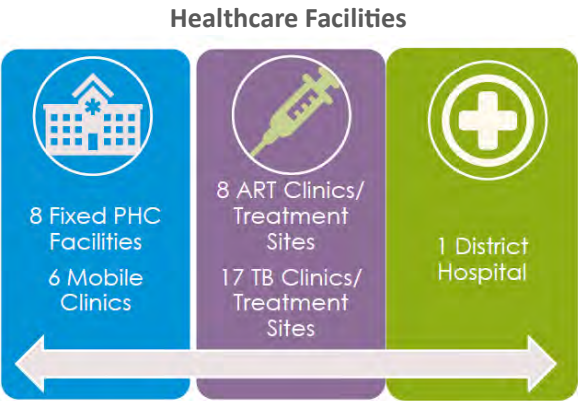 Healthcare Facilities
8 Fixed PHC
Facilities
6 Mobile
Clinics
8 ART Clinics/
Treatment
Sites
17 TB Clinics/
Treatment
Sites
1 District
Hospital